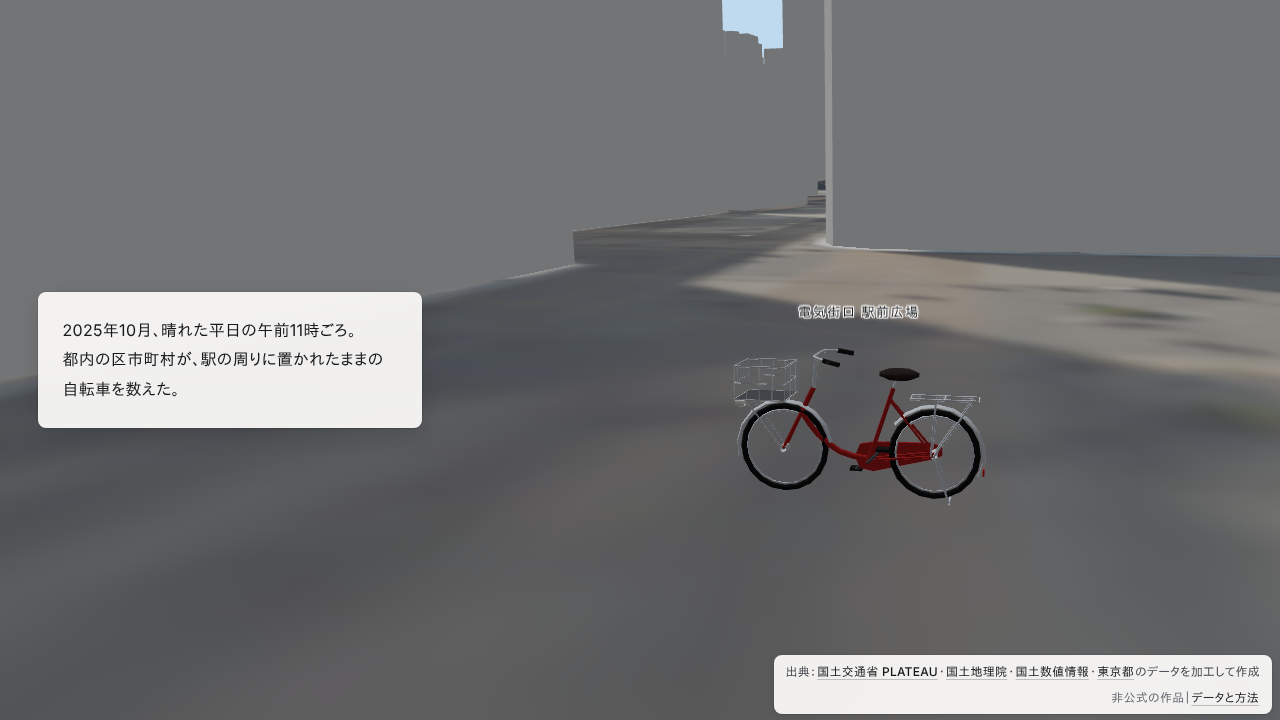 電気街口 駅前広場
2025年10月、晴れた平日の午前11時ごろ。
都内の区市町村が、駅の周りに置かれたままの
自転車を数えた。
出典：国土交通省 PLATEAU · 国土地理院 · 国土数値情報 · 東京都のデータを加工して作成
非公式の作品 | データと方法